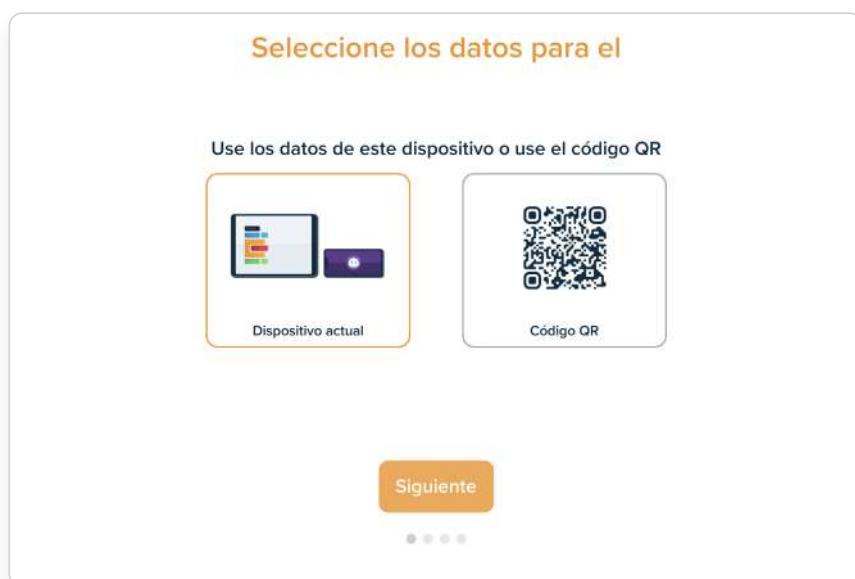 Seleccione los datos para el
Use los datos de este dispositivo o use el código QR
Dispositivo actual
Código QR
Siguiente